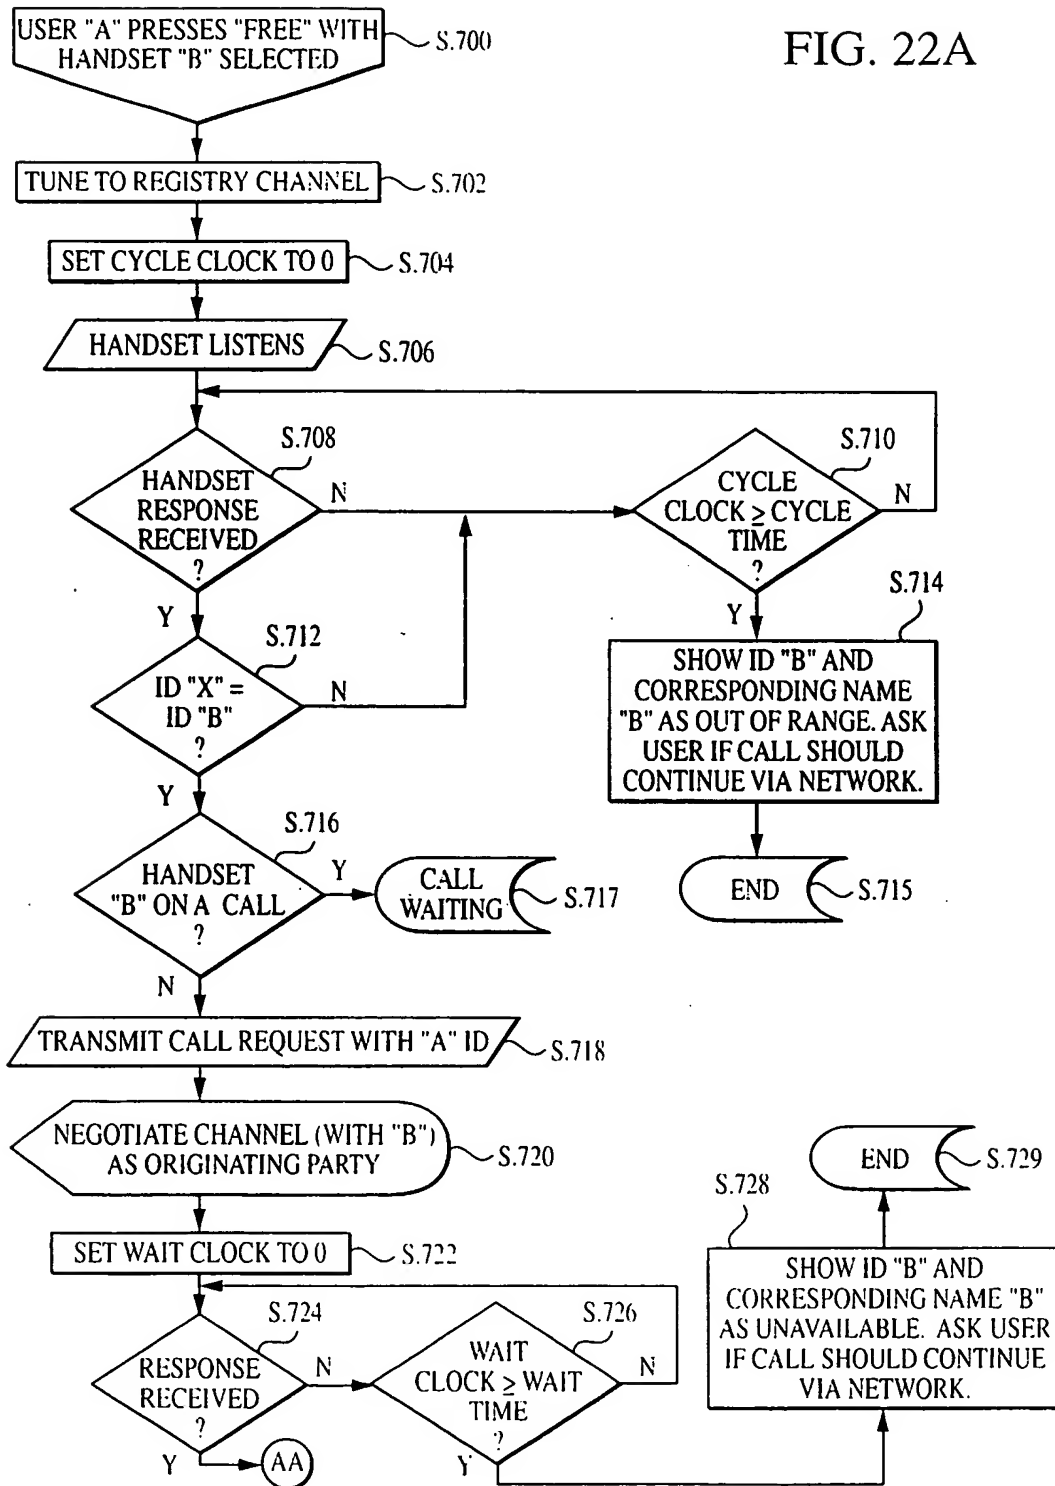 FIG. 22A
USER "A" PRESSES "FREE" WITH
HANDSET "B" SELECTED
S.700
TUNE TO REGISTRY CHANNEL
S.702
SET CYCLE CLOCK TO 0
S.704
HANDSET LISTENS
S.706
S.708
HANDSET
RESPONSE
RECEIVED
?
N
Y
S.710
CYCLE
CLOCK ≥ CYCLE
TIME
?
N
Y
S.712
ID "X" =
ID "B"
?
N
Y
S.714
SHOW ID "B" AND
CORRESPONDING NAME
"B" AS OUT OF RANGE. ASK
USER IF CALL SHOULD
CONTINUE VIA NETWORK.
END
S.715
S.716
HANDSET
"B" ON A CALL
?
Y
N
CALL
WAITING
S.717
TRANSMIT CALL REQUEST WITH "A" ID
S.718
NEGOTIATE CHANNEL (WITH "B")
AS ORIGINATING PARTY
S.720
SET WAIT CLOCK TO 0
S.722
S.724
RESPONSE
RECEIVED
?
N
Y
AA
S.726
WAIT
CLOCK ≥ WAIT
TIME
?
N
Y
S.728
SHOW ID "B" AND
CORRESPONDING NAME "B"
AS UNAVAILABLE. ASK USER
IF CALL SHOULD CONTINUE
VIA NETWORK.
END
S.729